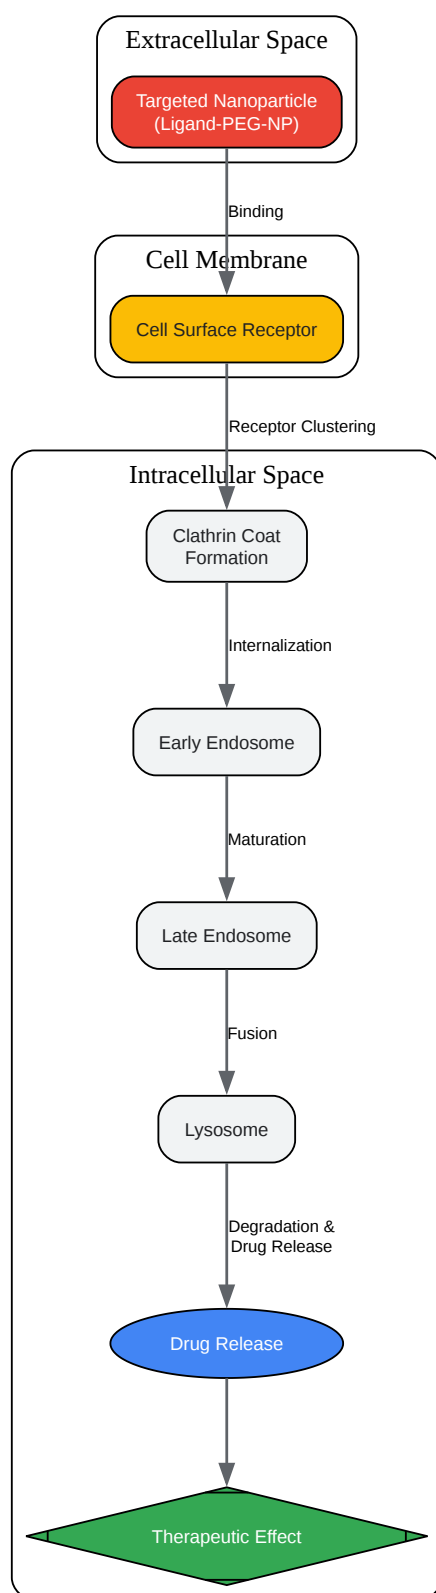 Extracellular Space
Targeted Nanoparticle
(Ligand-PEG-NP)
Binding
Cell Membrane
Cell Surface Receptor
Receptor Clustering
Intracellular Space
Clathrin Coat
Formation
Internalization
Early Endosome
Maturation
Late Endosome
Fusion
Lysosome
Degradation &
Drug Release
Drug Release
Therapeutic Effect